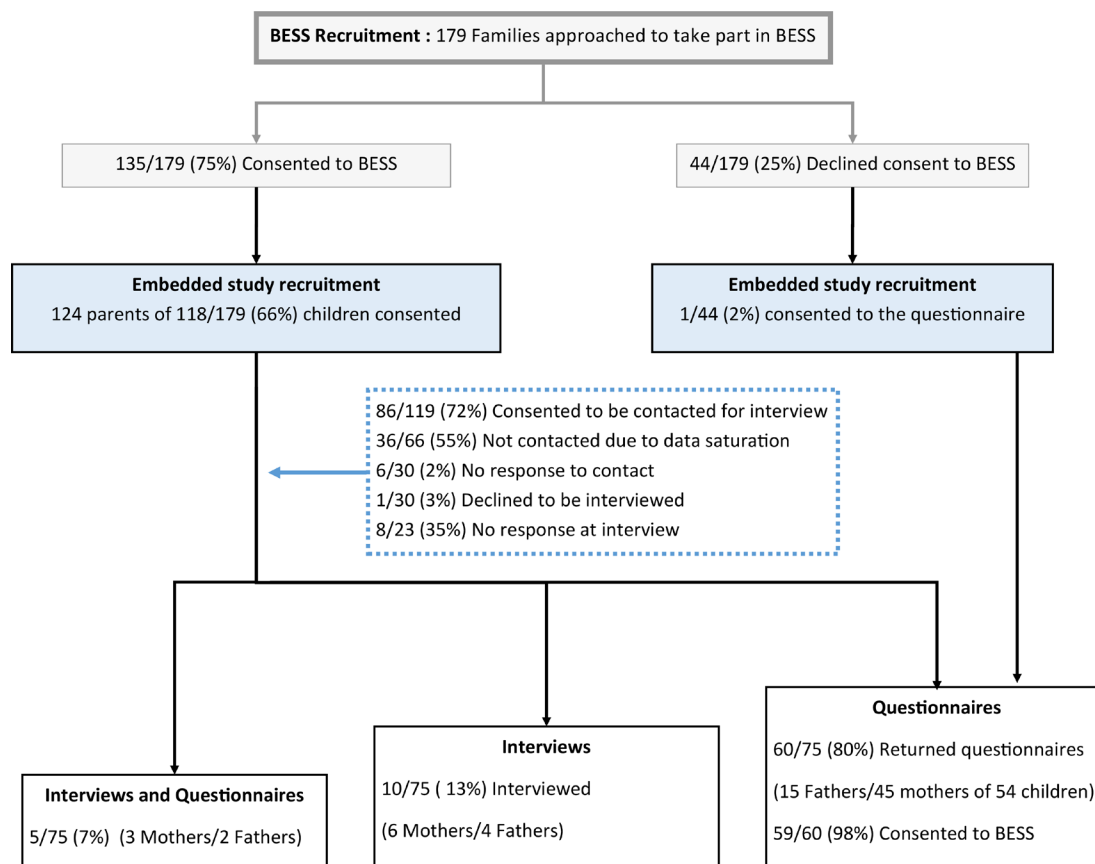 BESS Recruitment : 179 Families approached to take part in BESS
135/179 (75%) Consented to BESS
44/179 (25%) Declined consent to BESS
Embedded study recruitment
124 parents of 118/179 (66%) children consented
Embedded study recruitment
1/44 (2%) consented to the questionnaire
86/119 (72%) Consented to be contacted for interview
36/66 (55%) Not contacted due to data saturation
6/30 (2%) No response to contact
1/30 (3%) Declined to be interviewed
8/23 (35%) No response at interview
Interviews and Questionnaires
5/75 (7%) (3 Mothers/2 Fathers)
Interviews
10/75 ( 13%) Interviewed
(6 Mothers/4 Fathers)
Questionnaires
60/75 (80%) Returned questionnaires
(15 Fathers/45 mothers of 54 children)
59/60 (98%) Consented to BESS